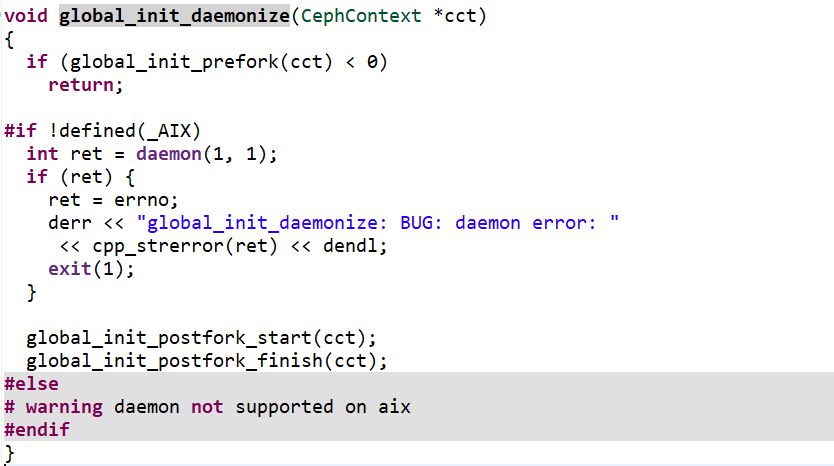 void global_init_daemonize(CephContext *cct)
{
  if (global_init_prefork(cct) < 0)
    return;

#if !defined(_AIX)
  int ret = daemon(1, 1);
  if (ret) {
    ret = errno;
    derr << "global_init_daemonize: BUG: daemon error: "
     << cpp_strerror(ret) << dendl;
    exit(1);
  }

  global_init_postfork_start(cct);
  global_init_postfork_finish(cct);
#else
# warning daemon not supported on aix
#endif
}